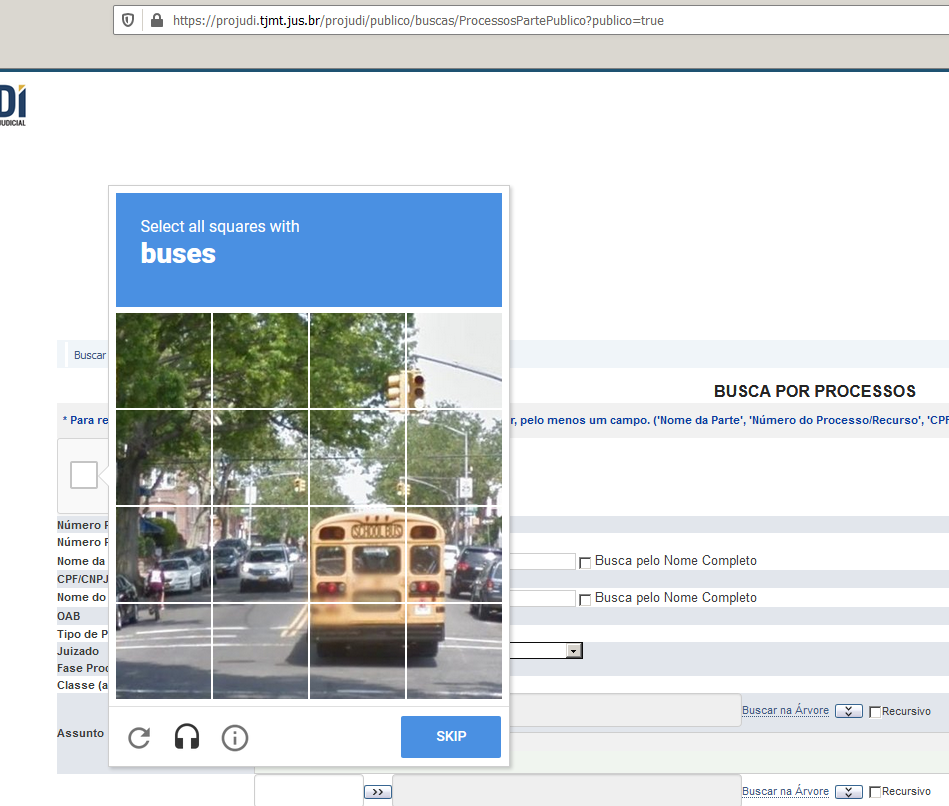 https://projudi.tjmt.jus.br/projudi/publico/buscas/ProcessosPartePublico?publico=true
DI
JUDICIAL
Select all squares with
buses
Buscar
BUSCA POR PROCESSOS
* Para re
r, pelo menos um campo. ('Nome da Parte', 'Número do Processo/Recurso', 'CPF
SCHOOL BUS
Número P
Número P
Nome da
Busca pelo Nome Completo
CPF/CNPJ
Nome do
Busca pelo Nome Completo
OAB
Tipo de P
Juizado
Fase Proc
Classe (a
Assunto
Buscar na Árvore
Recursivo
SKIP
>>
Buscar na Árvore
Recursivo